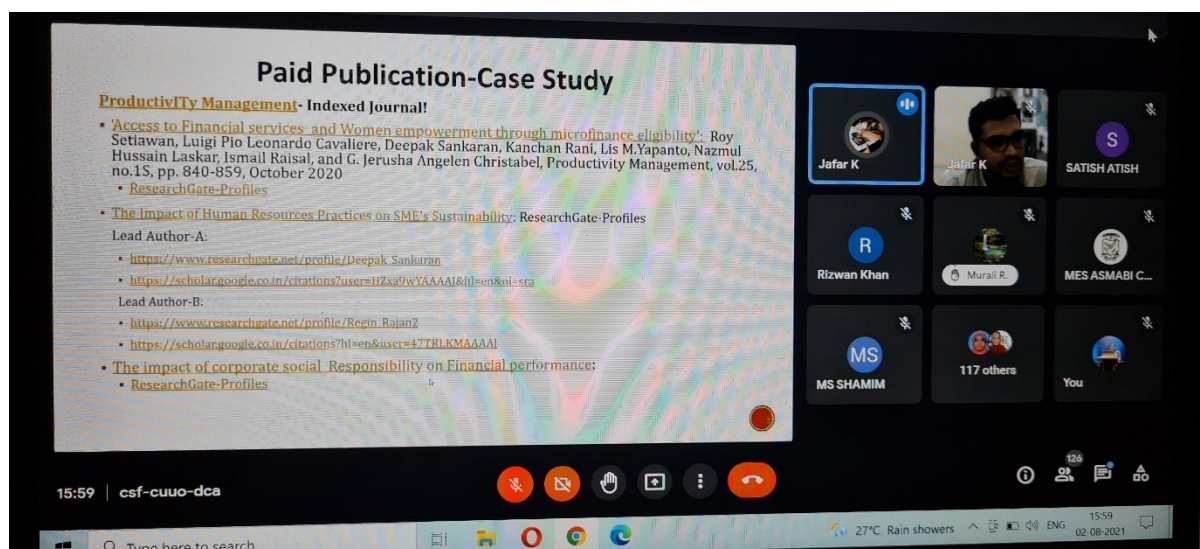 Paid Publication-Case Study
ProductivITy Management- Indexed Journal!
• 'Access to Financial services and Women empowerment through microfinance eligibility': Roy
Setiawan, Luigi Pio Leonardo Cavaliere, Deepak Sankaran, Kanchan Rani, Lis M.Yapanto, Nazmul
Hussain Laskar, Ismail Raisal, and G. Jerusha Angelen Christabel, Productivity Management, vol.25,
no.1S, pp. 840-859, October 2020
• ResearchGate-Profiles
• The Impact of Human Resources Practices on SME's Sustainability: ResearchGate-Profiles
Lead Author-A:
• https://www.researchgate.net/profile/Deepak_Sankaran
• https://scholar.google.co.in/citations?user=HZxa9wYAAAAJ&hl=en&oi=sra
Lead Author-B:
• https://www.researchgate.net/profile/Regin_Rajan2
• https://scholar.google.co.in/citations?hl=en&user=47TRLKMAAAAJ
• The impact of corporate social Responsibility on Financial performance:
• ResearchGate-Profiles
Jafar K
Jafar K
S
SATISH ATISH
R
Rizwan Khan
Murali R.
MES ASMABI C...
MS
MS SHAMIM
117 others
You
15:59 | csf-cuuo-dca
126
Type here to search
27°C Rain showers
ENG
15:59
02-08-2021